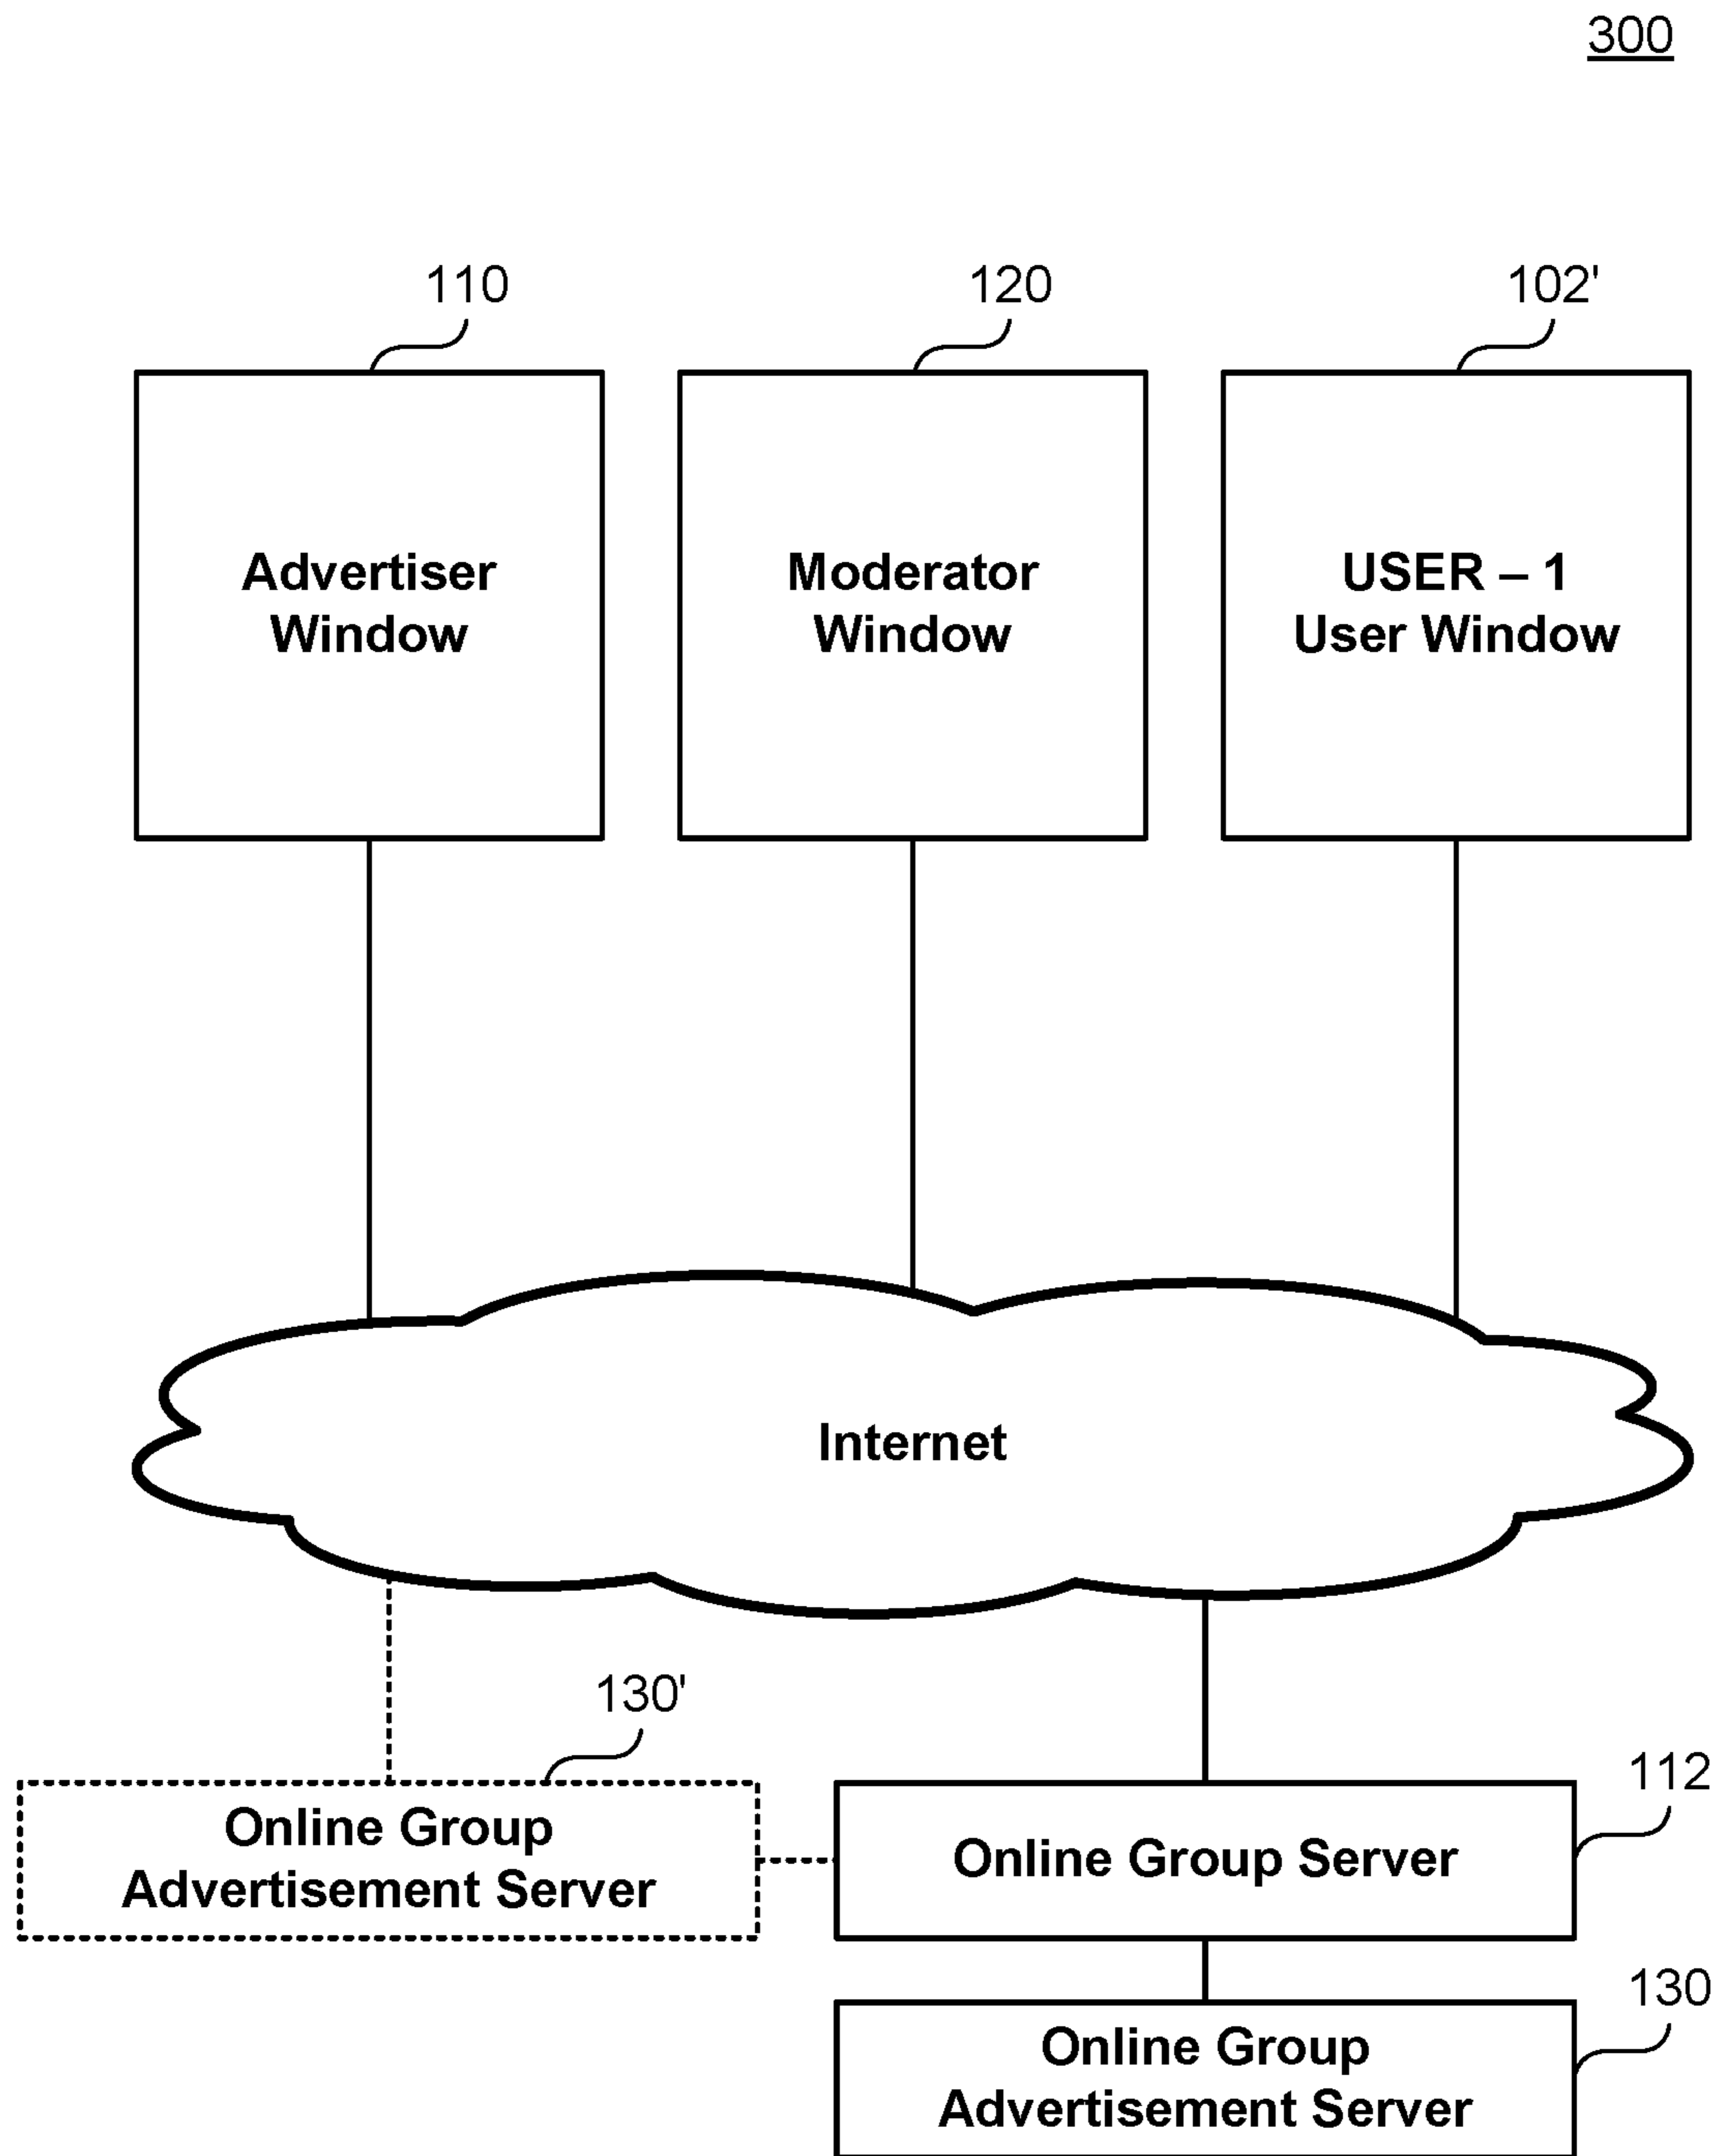 300
110
120
102'
Advertiser
Window
Moderator
Window
USER – 1
User Window
Internet
130'
112
Online Group
Advertisement Server
Online Group Server
130
Online Group
Advertisement Server